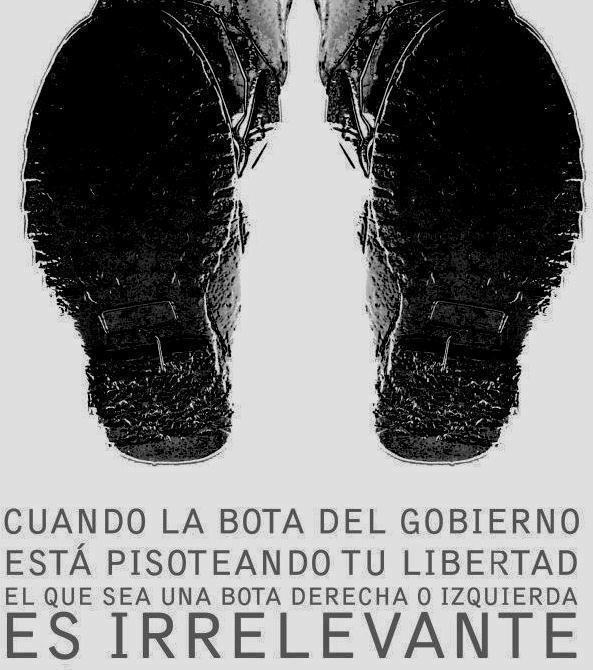 CUANDO LA BOTA DEL GOBIERNO
ESTÁ PISOTEANDO TU LIBERTAD
EL QUE SEA UNA BOTA DERECHA O IZQUIERDA
ES IRRELEVANTE